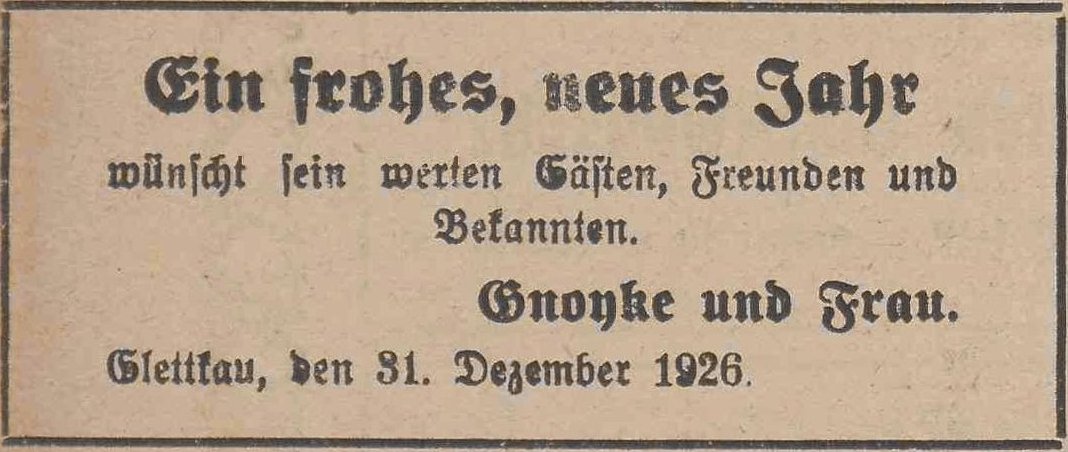 Ein frohes, neues Jahr
wünscht sein werten Gästen, Freunden und
Bekannten.
Gnoyke und Frau.
Glettkau, den 31. Dezember 1926.